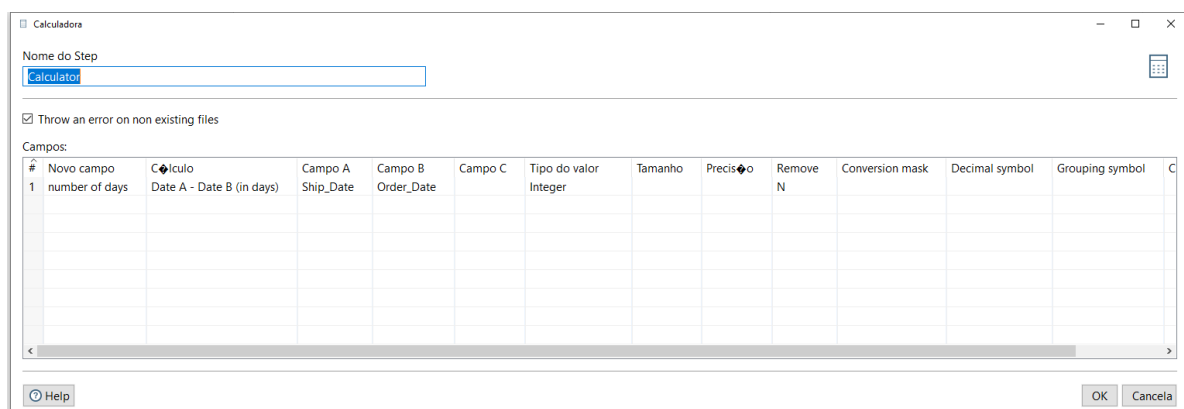 Calculadora
Nome do Step
Calculator
Throw an error on non existing files
Campos:
# Novo campo C�lculo Campo A Campo B Campo C Tipo do valor Tamanho Precis�o Remove Conversion mask Decimal symbol Grouping symbol C
1 number of days Date A - Date B (in days) Ship_Date Order_Date Integer N
Help OK Cancela